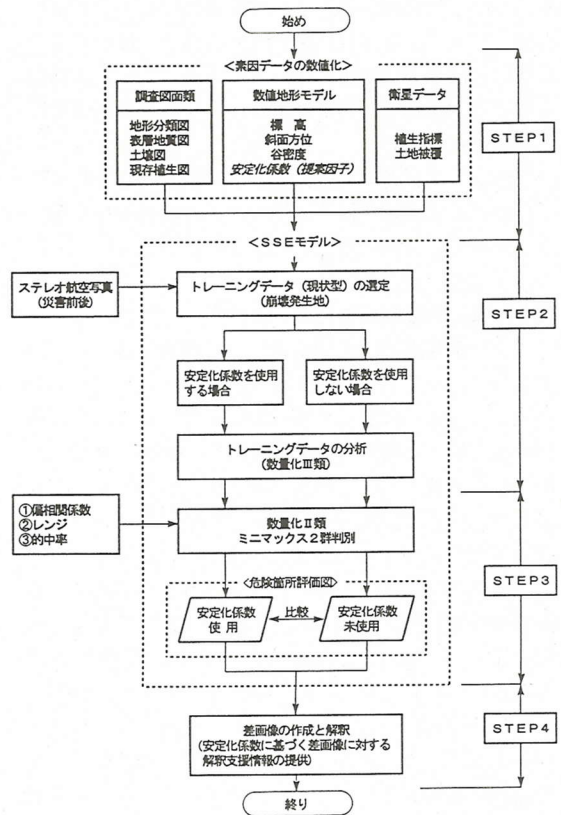 始め
<素因データの数値化>
調査図面類
地形分類図
表層地質図
土壌図
現存植生図
数値地形モデル
標 高
斜面方位
谷密度
安定化係数（提案因子）
衛星データ
植生指標
土地被覆
STEP1
<SSEモデル>
ステレオ航空写真
(災害前後)
トレーニングデータ（現状型）の選定
(崩壊発生地)
STEP2
安定化係数を使用
する場合
安定化係数を使用
しない場合
トレーニングデータの分析
(数量化Ⅲ類)
①偏相関係数
②レンジ
③的中率
数量化Ⅱ類
ミニマックス２群判別
STEP3
<危険箇所評価図>
安定化係数
使 用
比較
安定化係数
未使用
差画像の作成と解釈
(安定化係数に基づく差画像に対する
解釈支援情報の提供)
STEP4
終り